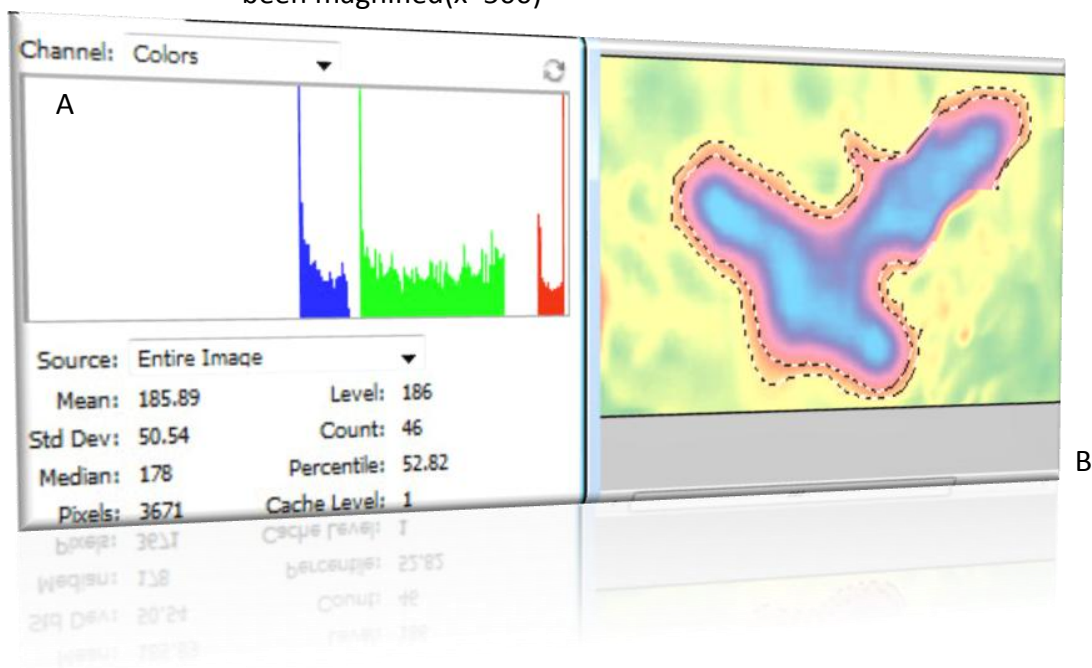 been magnified(x 500)
Channel: Colors
A
Source: Entire Image
Mean: 185.89 Level: 186
Std Dev: 50.54 Count: 46
Median: 178 Percentile: 52.82
Pixels: 3671 Cache Level: 1
B